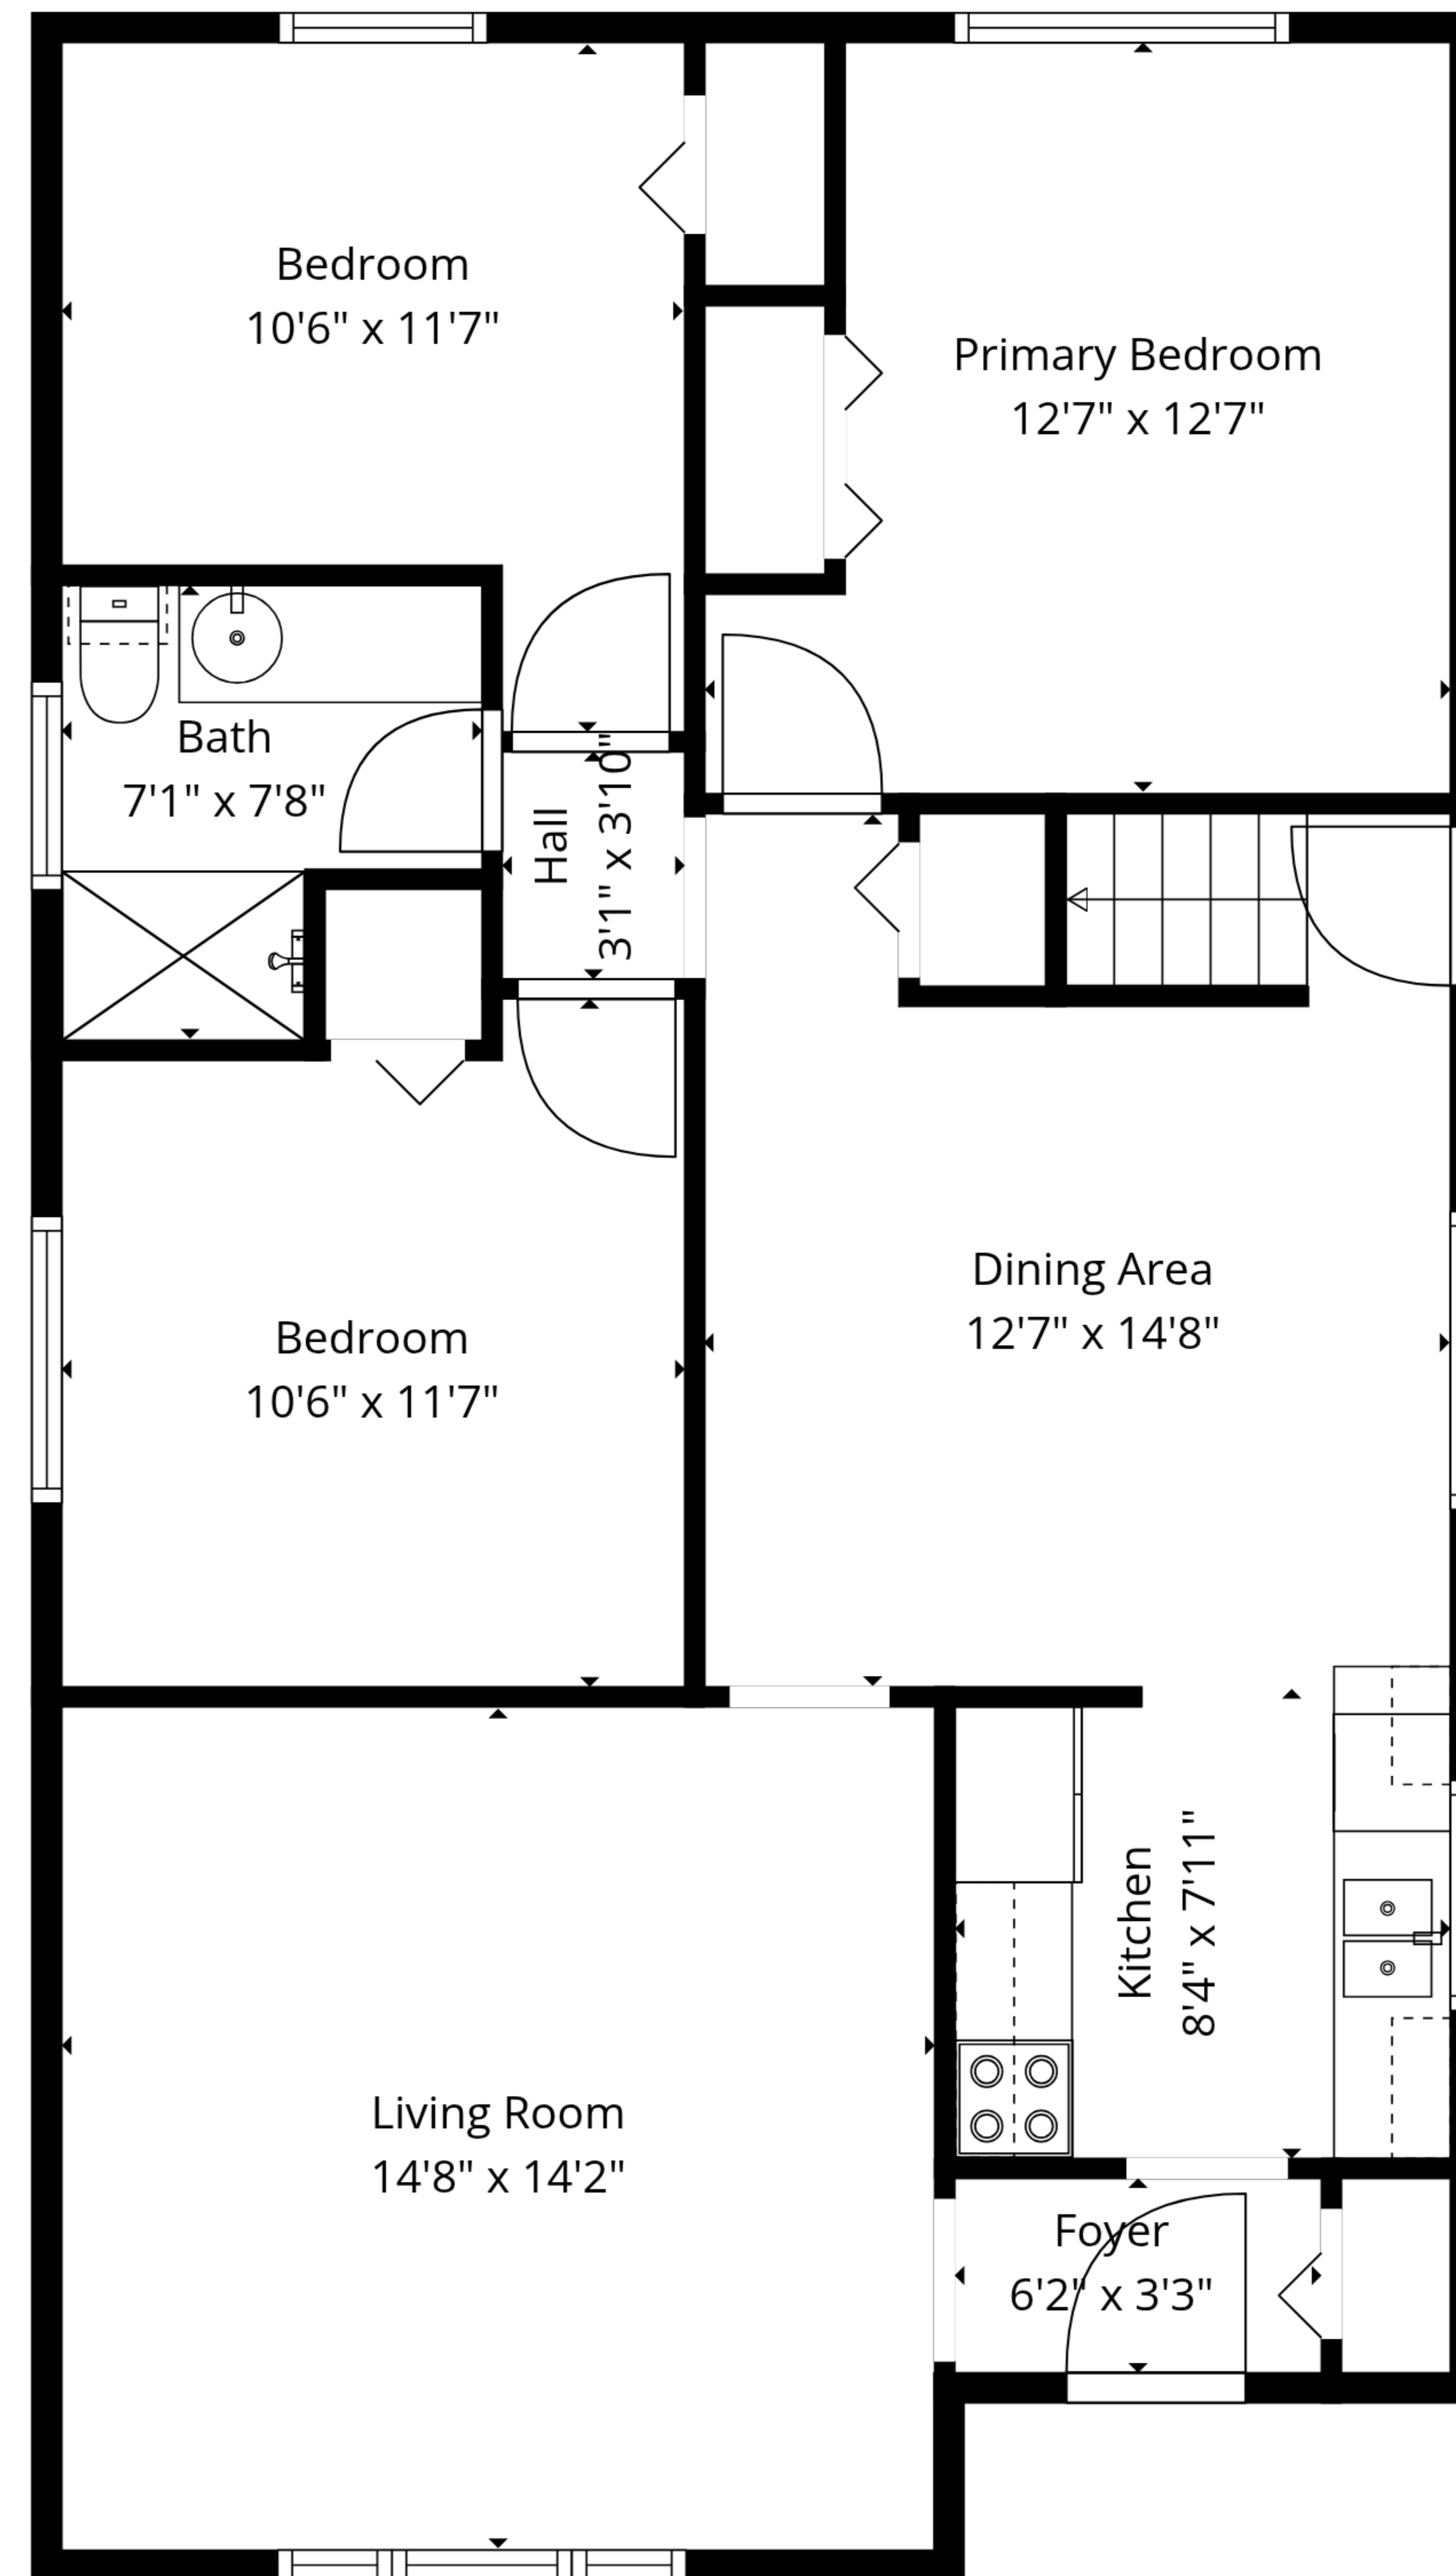 Bedroom
10'6" x 11'7"
Primary Bedroom
12'7" x 12'7"
Bath
7'1" x 7'8"
Hall
3'1" x 3'10"
Dining Area
12'7" x 14'8"
Bedroom
10'6" x 11'7"
Kitchen
8'4" x 7'11"
Living Room
14'8" x 14'2"
Foyer
6'2" x 3'3"